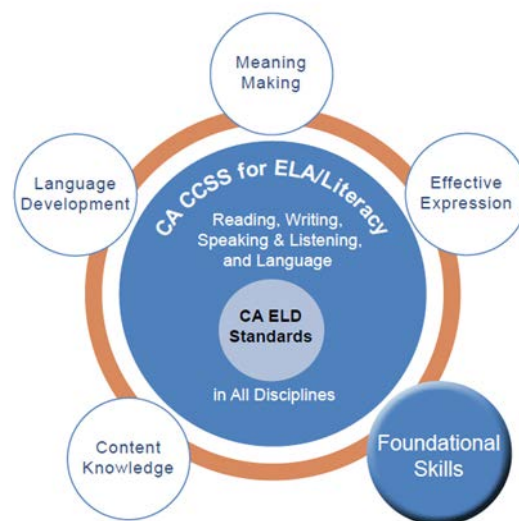 Meaning
Making
Language
Development
Effective
Expression
CA CCSS for ELA/Literacy
Reading, Writing,
Speaking & Listening,
and Language
CA ELD
Standards
in All Disciplines
Content
Knowledge
Foundational
Skills